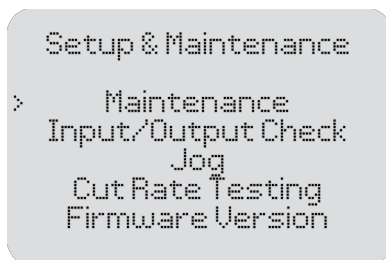 Setup & Maintenance
> Maintenance
Input/Output Check
Jog
Cut Rate Testing
Firmware Version